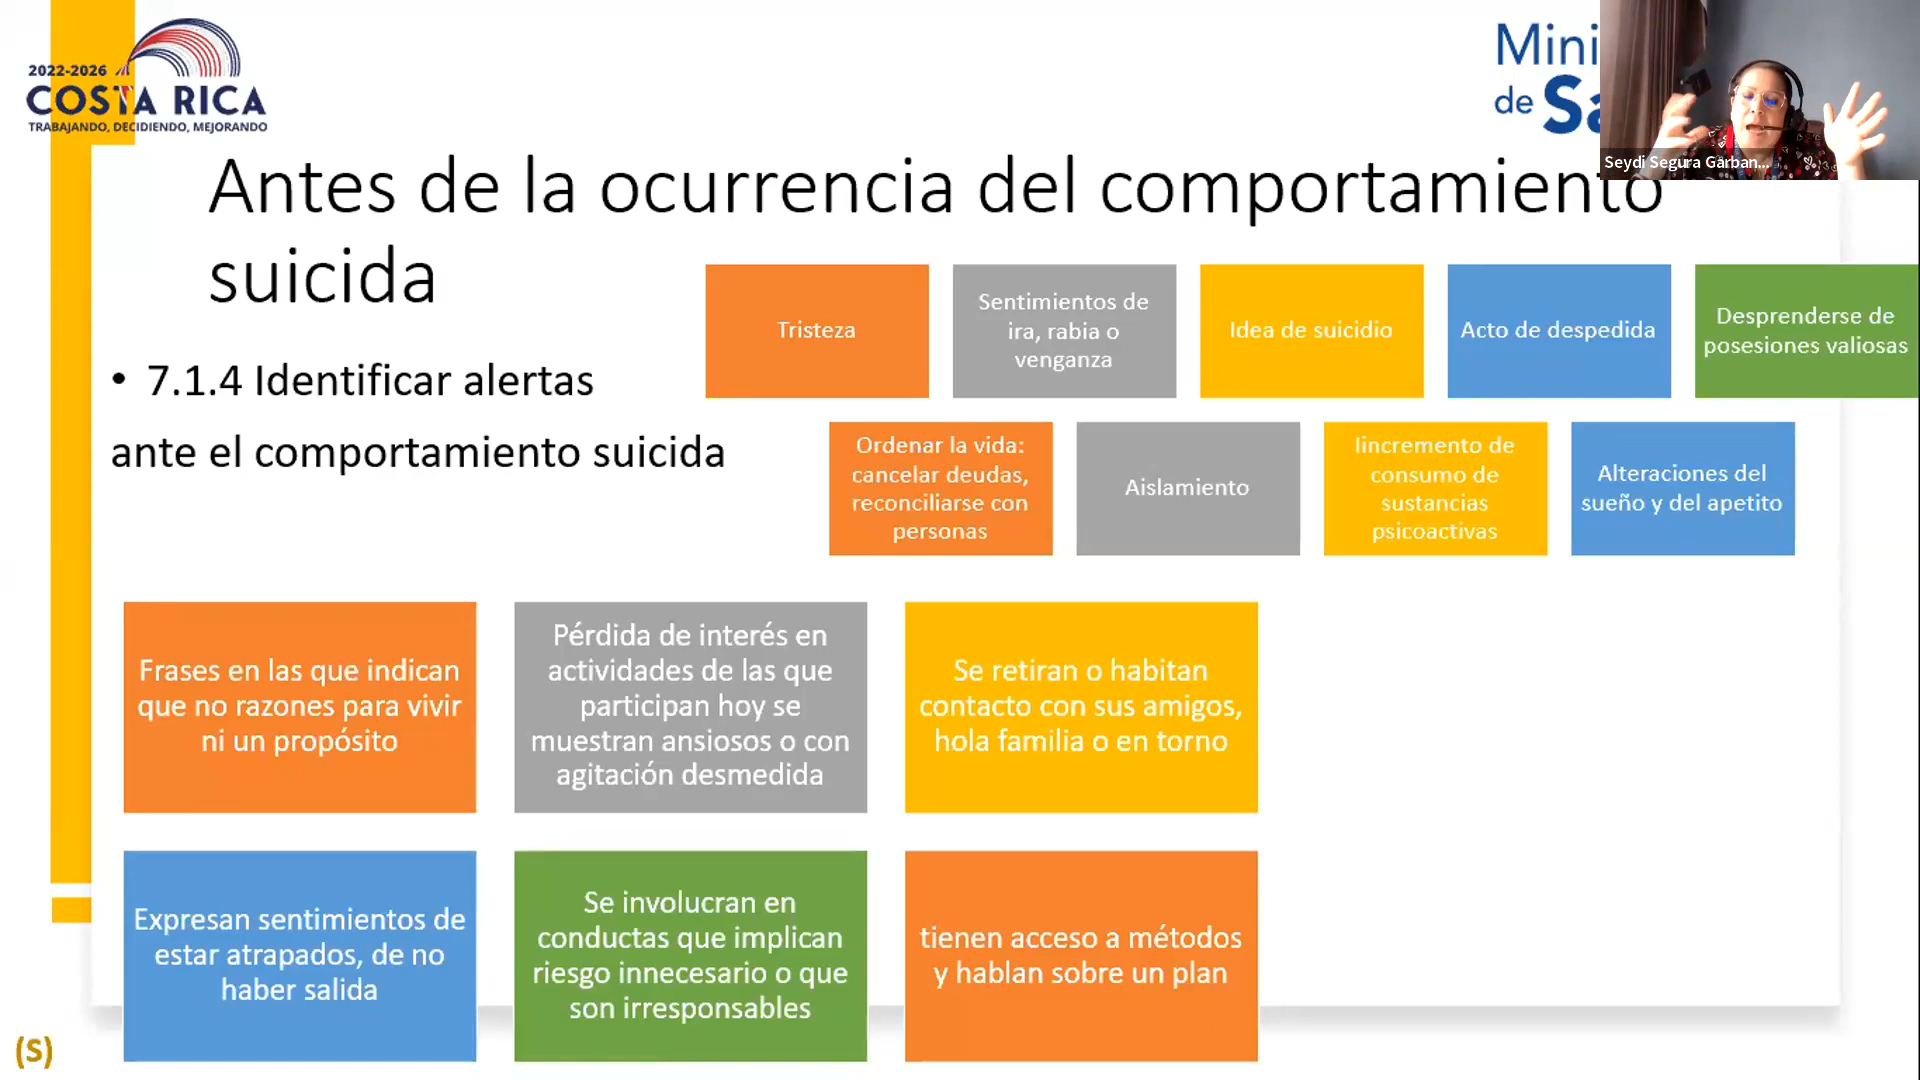 2022-2026
COSTA RICA
TRABAJANDO, DECIDIENDO, MEJORANDO
Mini
de Sa
Seydi Segura Garban...
Antes de la ocurrencia del comportamiento
suicida
• 7.1.4 Identificar alertas
ante el comportamiento suicida
Tristeza
Sentimientos de
ira, rabia o
venganza
Idea de suicidio
Acto de despedida
Desprenderse de
posesiones valiosas
Ordenar la vida:
cancelar deudas,
reconciliarse con
personas
Aislamiento
Iincremento de
consumo de
sustancias
psicoactivas
Alteraciones del
sueño y del apetito
Frases en las que indican
que no razones para vivir
ni un propósito
Pérdida de interés en
actividades de las que
participan hoy se
muestran ansiosos o con
agitación desmedida
Se retiran o habitan
contacto con sus amigos,
hola familia o en torno
Expresan sentimientos de
estar atrapados, de no
haber salida
Se involucran en
conductas que implican
riesgo innecesario o que
son irresponsables
tienen acceso a métodos
y hablan sobre un plan
(S)